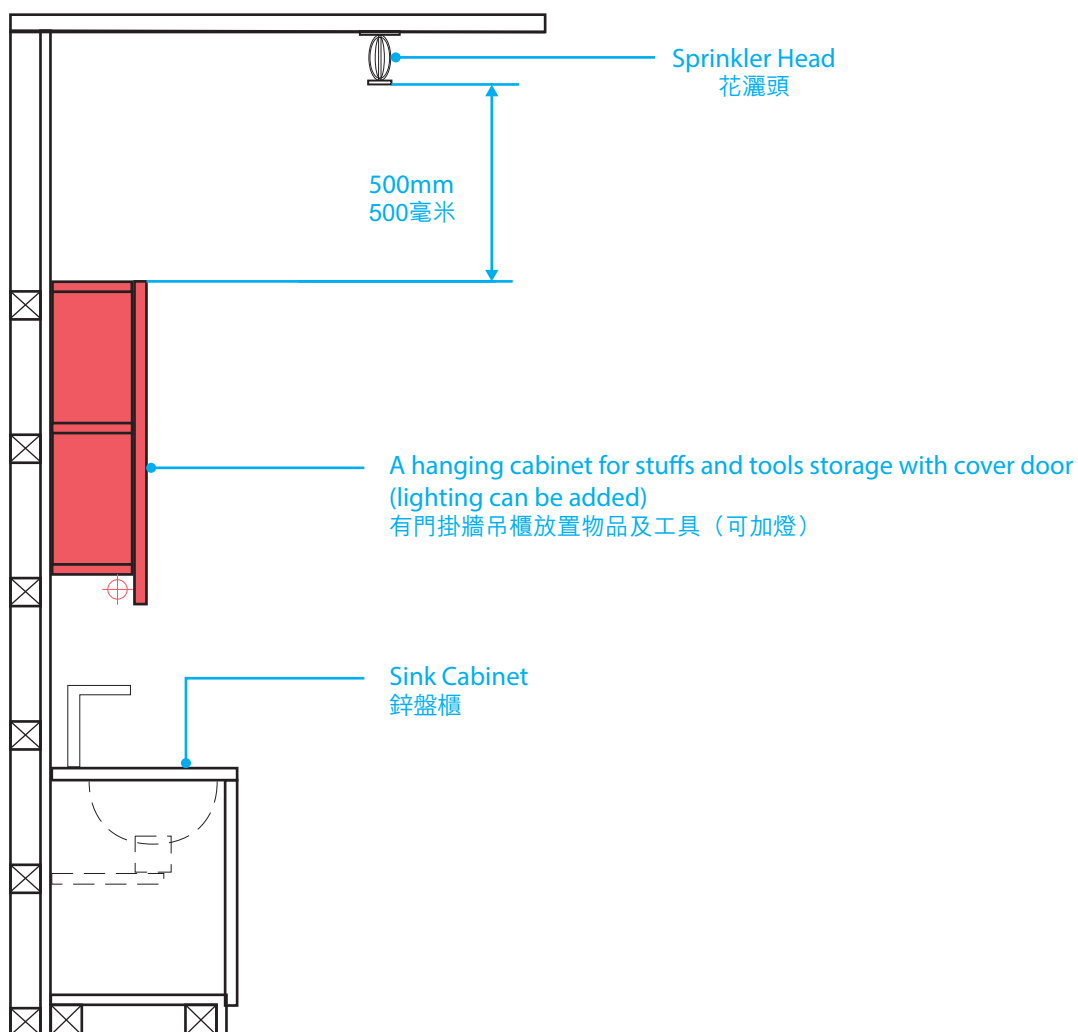 Sprinkler Head
花灑頭
500mm
500毫米
A hanging cabinet for stuffs and tools storage with cover door
(lighting can be added)
有門掛牆吊櫃放置物品及工具（可加燈）
Sink Cabinet
鋅盤櫃